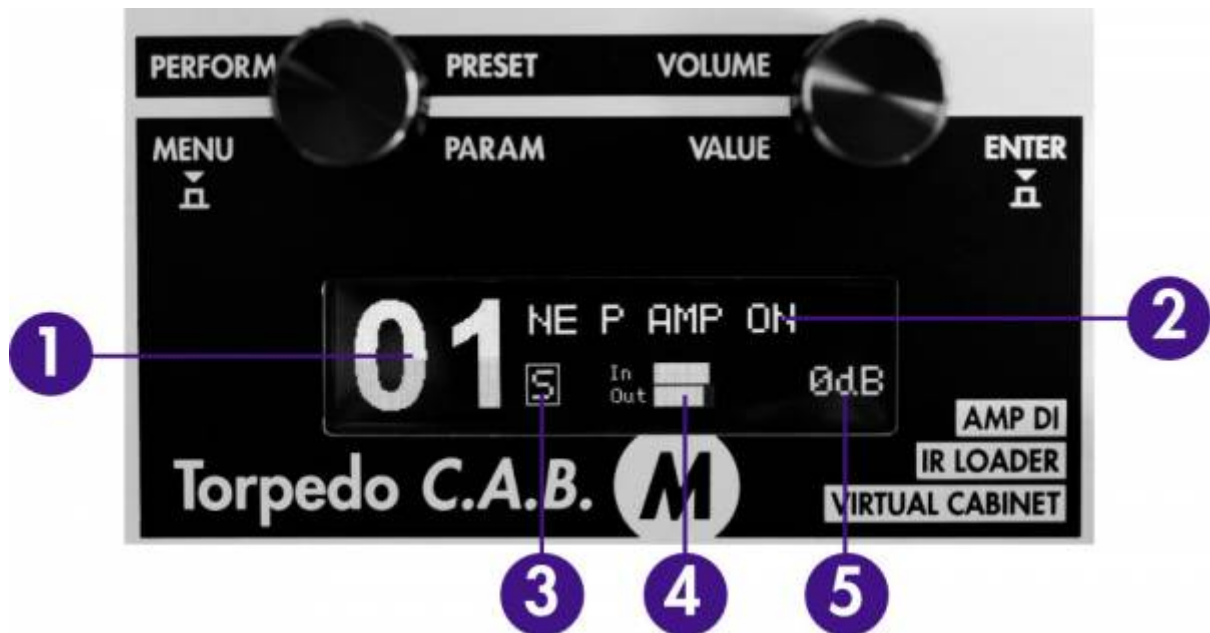 PERFORM PRESET VOLUME
MENU PARAM VALUE ENTER
01 NE P AMP ON
S In Out 0dB
1
2
AMP DI
IR LOADER
VIRTUAL CABINET
Torpedo C.A.B. M
3 4 5